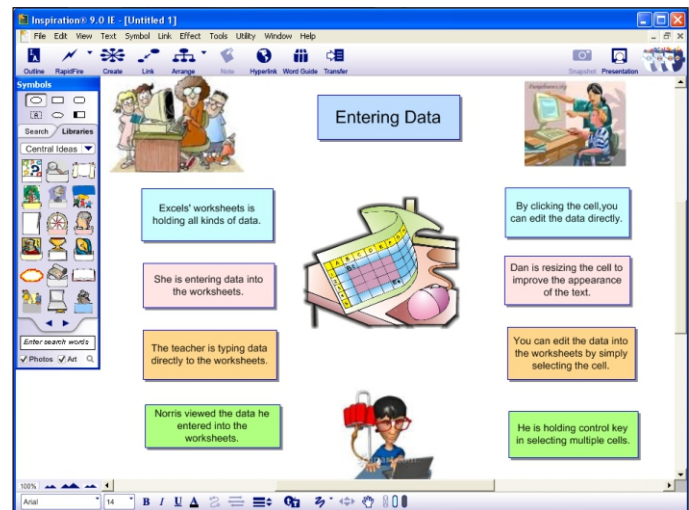 Inspiration® 9.0 IE - [Untitled 1]
File Edit View Text Symbol Link Effect Tools Utility Window Help
Outline RapidFire Create Link Arrange Note Hyperlink Word Guide Transfer Snapshot Presentation
Symbols
Search Libraries
Central Ideas
Enter search words
Photos Art
Entering Data
Excels' worksheets is
holding all kinds of data.
She is entering data into
the worksheets.
The teacher is typing data
directly to the worksheets.
Norris viewed the data he
entered into the
worksheets.
By clicking the cell,you
can edit the data directly.
Dan is resizing the cell to
improve the appearance
of the text.
You can edit the data into
the worksheets by simply
selecting the cell.
He is holding control key
in selecting multiple cells.
100%
Arial 14 B I U A